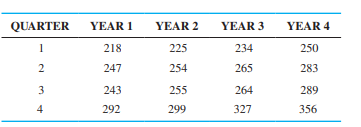 QUARTER YEAR 1 YEAR 2 YEAR 3 YEAR 4
1 218 225 234 250
2 247 254 265 283
3 243 255 264 289
4 292 299 327 356